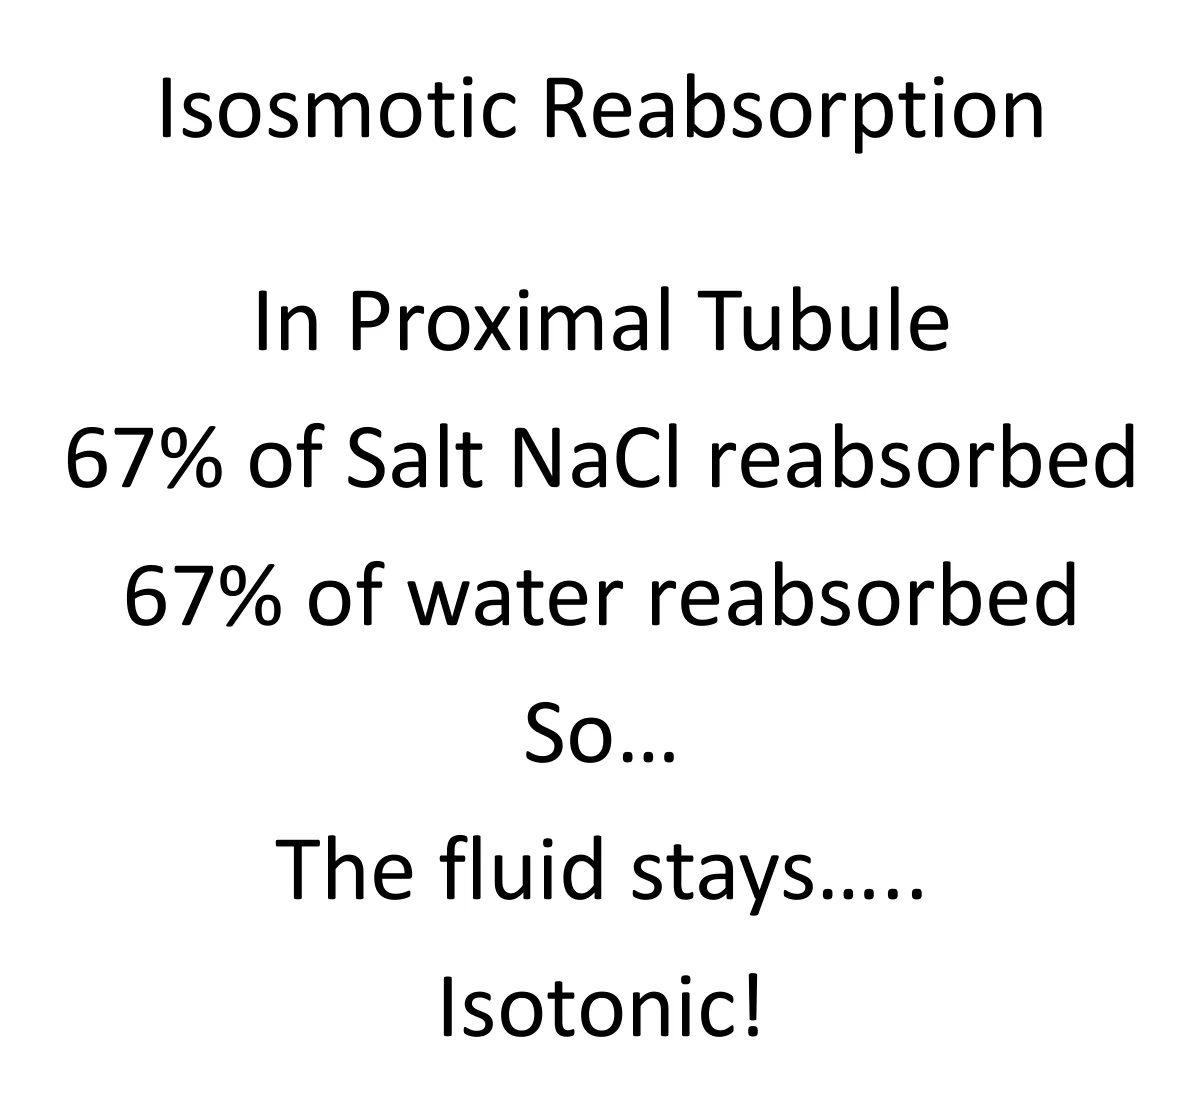 Isosmotic Reabsorption
In Proximal Tubule
67% of Salt NaCl reabsorbed
67% of water reabsorbed
So…
The fluid stays…..
Isotonic!